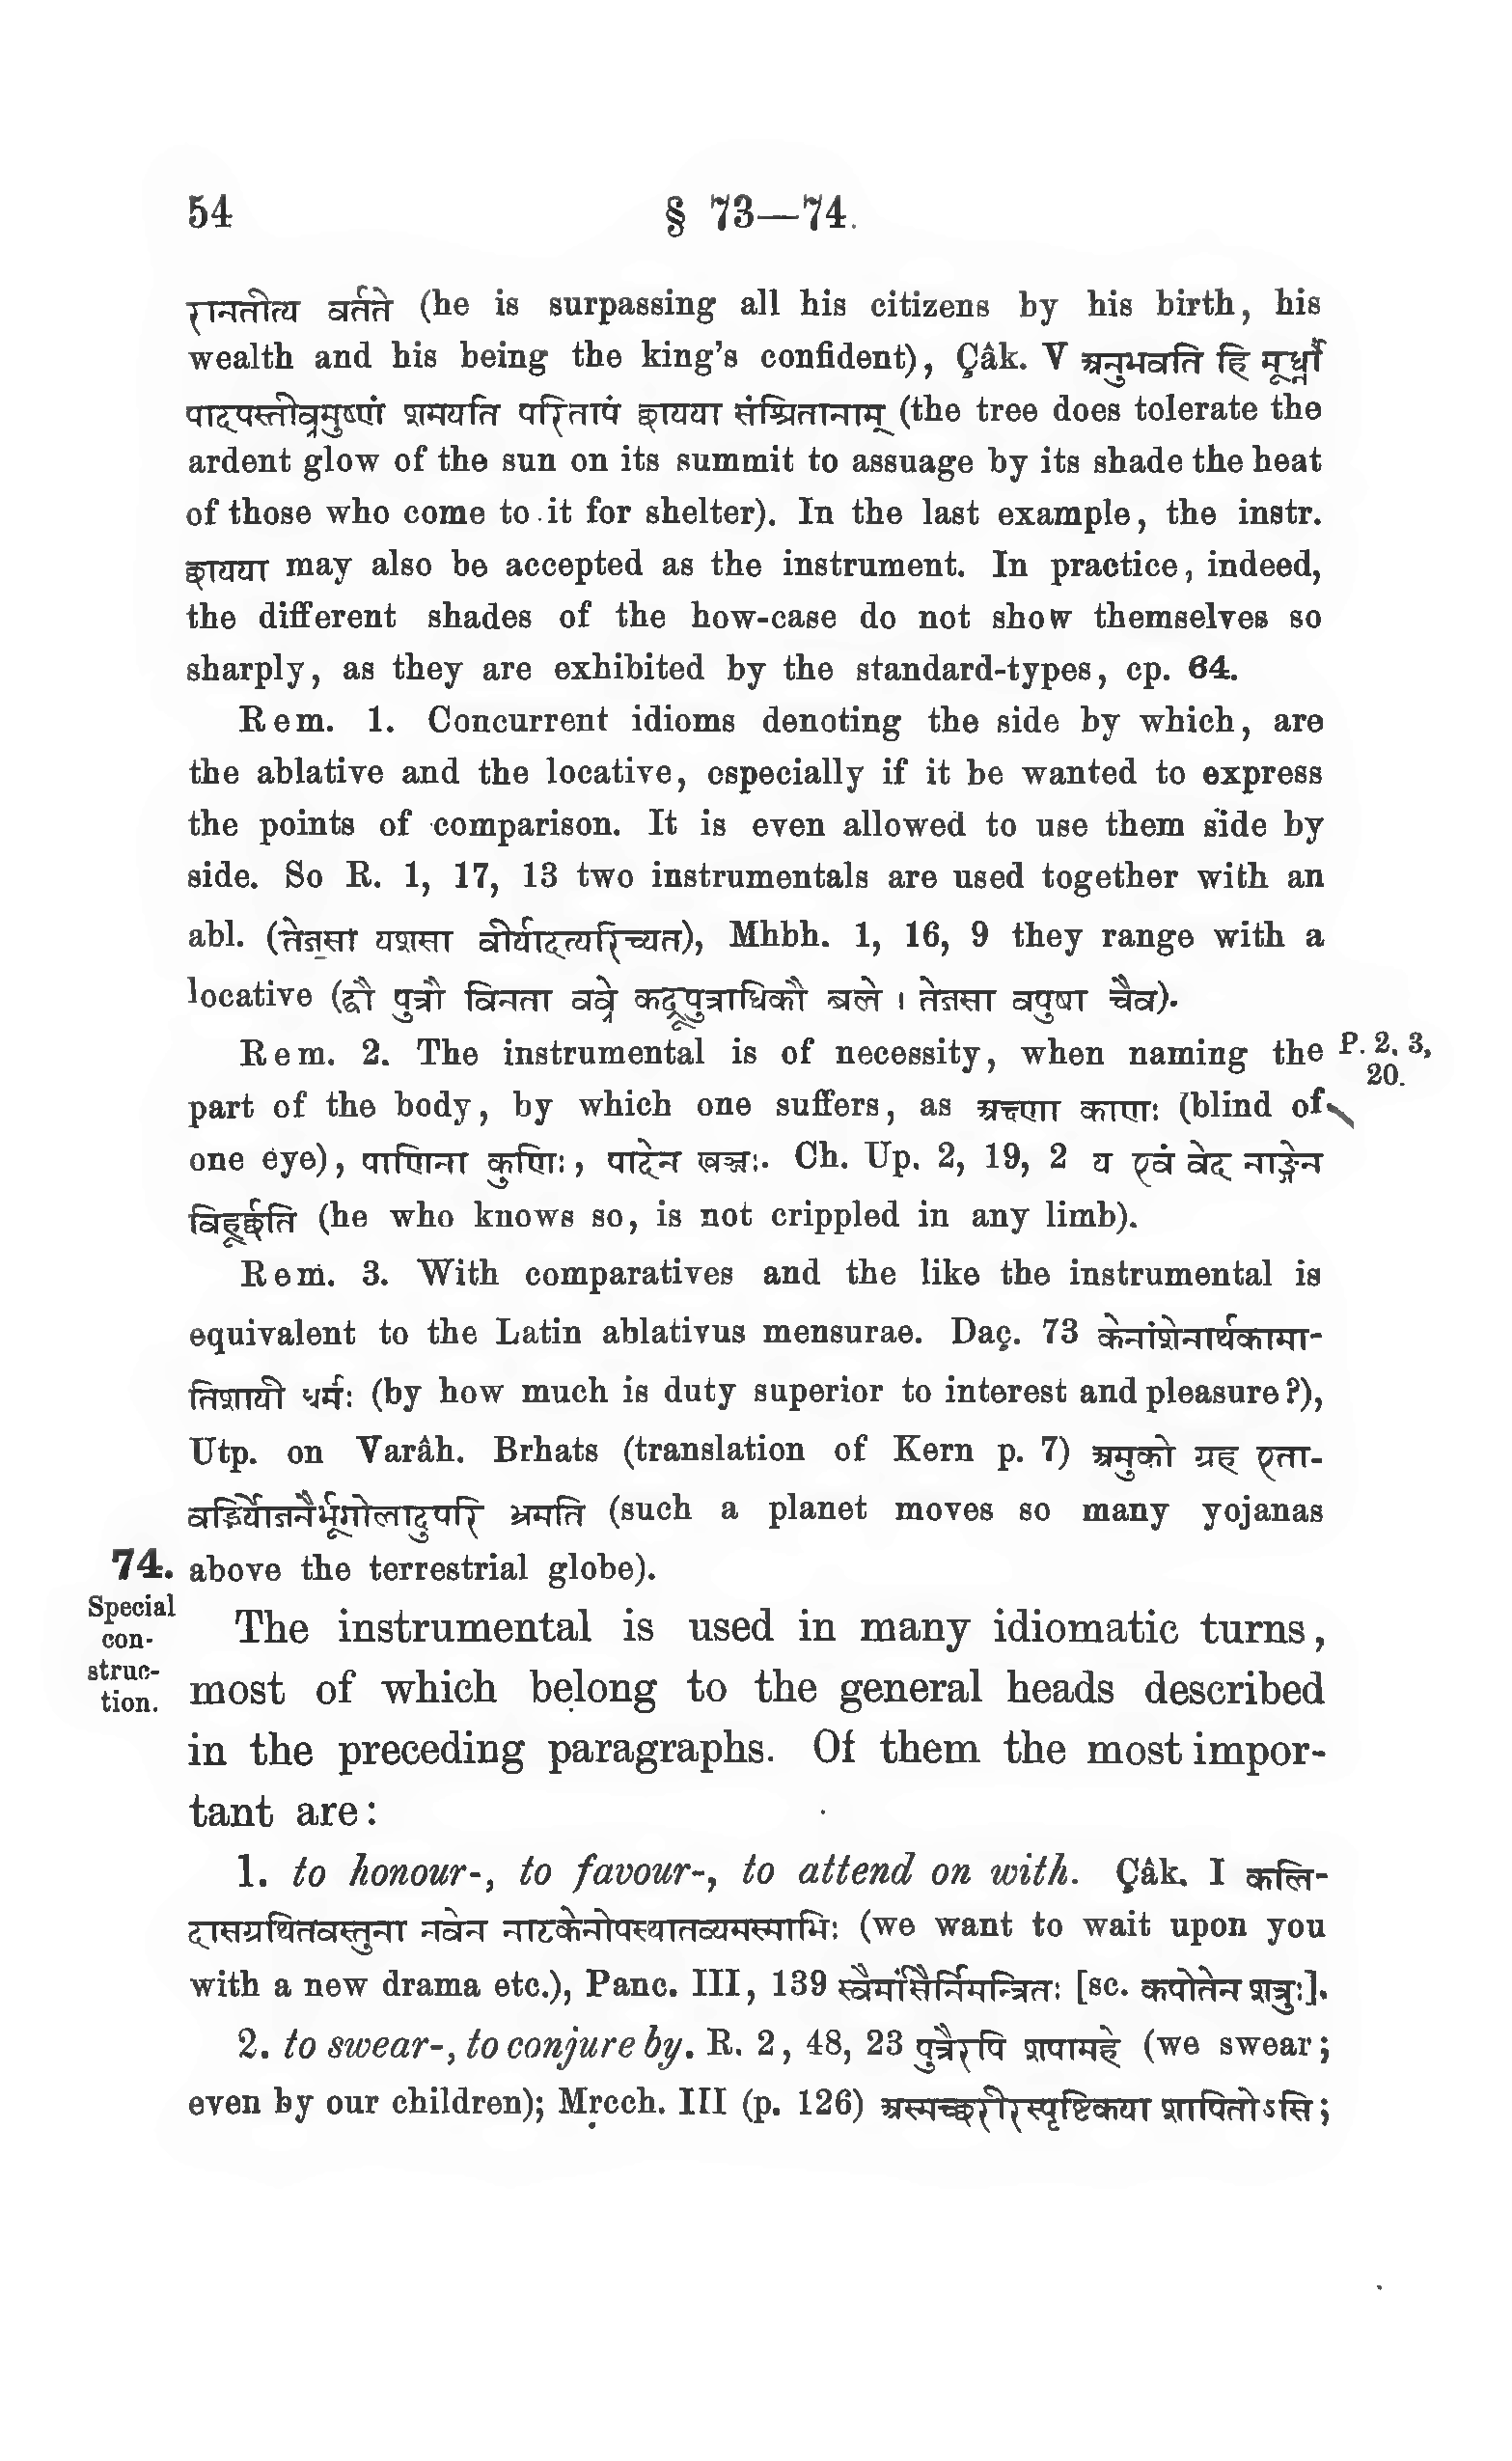 54 § 73—74.
रानतीत्य वर्तते (he is surpassing all his citizens by his birth, his
wealth and his being the king's confident), Çâk. V अनुभवति हि मूर्ध्ना
पादपस्तीव्रमुष्णं शमयति परितापं छायया संश्रितानाम् (the tree does tolerate the
ardent glow of the sun on its summit to assuage by its shade the heat
of those who come to it for shelter). In the last example, the instr.
छायया may also be accepted as the instrument. In practice, indeed,
the different shades of the how-case do not show themselves so
sharply, as they are exhibited by the standard-types, cp. 64.
Rem. 1. Concurrent idioms denoting the side by which, are
the ablative and the locative, especially if it be wanted to express
the points of comparison. It is even allowed to use them side by
side. So R. 1, 17, 13 two instrumentals are used together with an
abl. (तेजसा यशसा वीर्यादत्यरिच्यत), Mhbh. 1, 16, 9 they range with a
locative (द्वौ पुत्रौ विनता वव्रे कद्रूपुत्राधिकौ बले । तेजसा वपुषा चैव).
Rem. 2. The instrumental is of necessity, when naming the
P. 2, 3,
20.
part of the body, by which one suffers, as अक्ष्णा काणः (blind of
one eye), पाणिना कुणिः, पादेन खञ्जः. Ch. Up. 2, 19, 2 य एवं वेद नाङ्गेन
विहूर्छति (he who knows so, is not crippled in any limb).
Rem. 3. With comparatives and the like the instrumental is
equivalent to the Latin ablativus mensurae. Daç. 73 केनांशेनार्थकामा-
तिशायी धर्मः (by how much is duty superior to interest and pleasure?),
Utp. on Varâh. Brhats (translation of Kern p. 7) अमुको ग्रह एता-
वद्भिर्योजनैर्भूगोलादुपरि भ्रमति (such a planet moves so many yojanas
above the terrestrial globe).
74.
Special
con-
struc-
tion.
The instrumental is used in many idiomatic turns,
most of which belong to the general heads described
in the preceding paragraphs. Of them the most impor-
tant are:
1. to honour-, to favour-, to attend on with. Çâk. I कलि-
दासग्रथितवस्तुना नवेन नाटकेनोपस्थातव्यमस्माभिः (we want to wait upon you
with a new drama etc.), Panc. III, 139 स्वैर्मांसैर्निमन्त्रितः [sc. कपोतेन शत्रुः].
2. to swear-, to conjure by. R. 2, 48, 23 पुत्रैरपि शपामहे (we swear;
even by our children); Mṛcch. III (p. 126) अस्मच्छरीरस्पृष्टिकया शापितोऽसि;